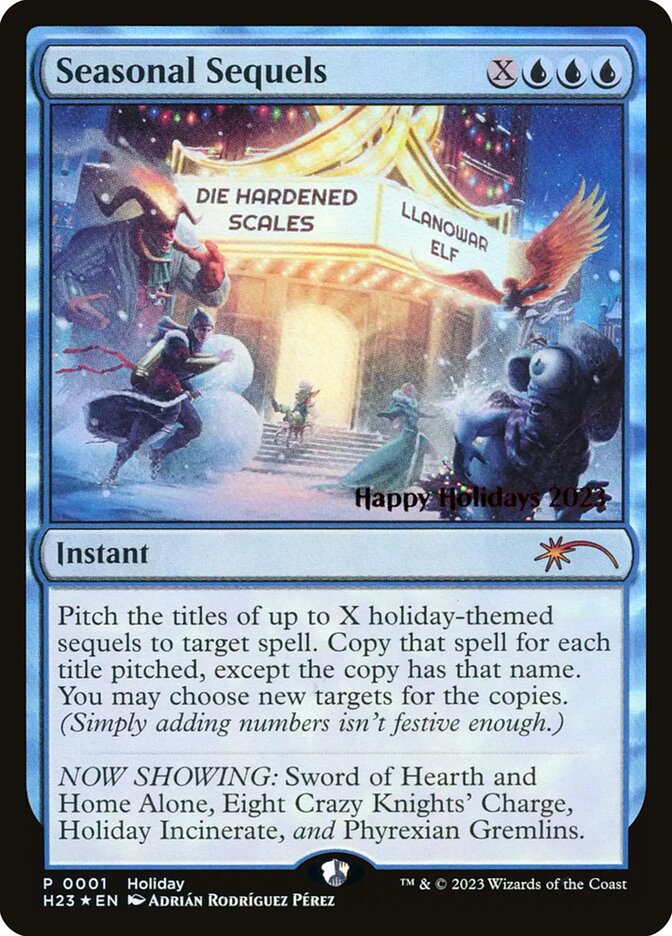 Seasonal Sequels
X
DIE HARDENED
SCALES
LLANOWAR
ELF
Happy Holidays 2023
Instant
Pitch the titles of up to X holiday-themed
sequels to target spell. Copy that spell for each
title pitched, except the copy has that name.
You may choose new targets for the copies.
(Simply adding numbers isn't festive enough.)
NOW SHOWING: Sword of Hearth and
Home Alone, Eight Crazy Knights' Charge,
Holiday Incinerate, and Phyrexian Gremlins.
P 0001 Holiday
H23★EN ADRIÁN RODRÍGUEZ PÉREZ
™ & © 2023 Wizards of the Coast